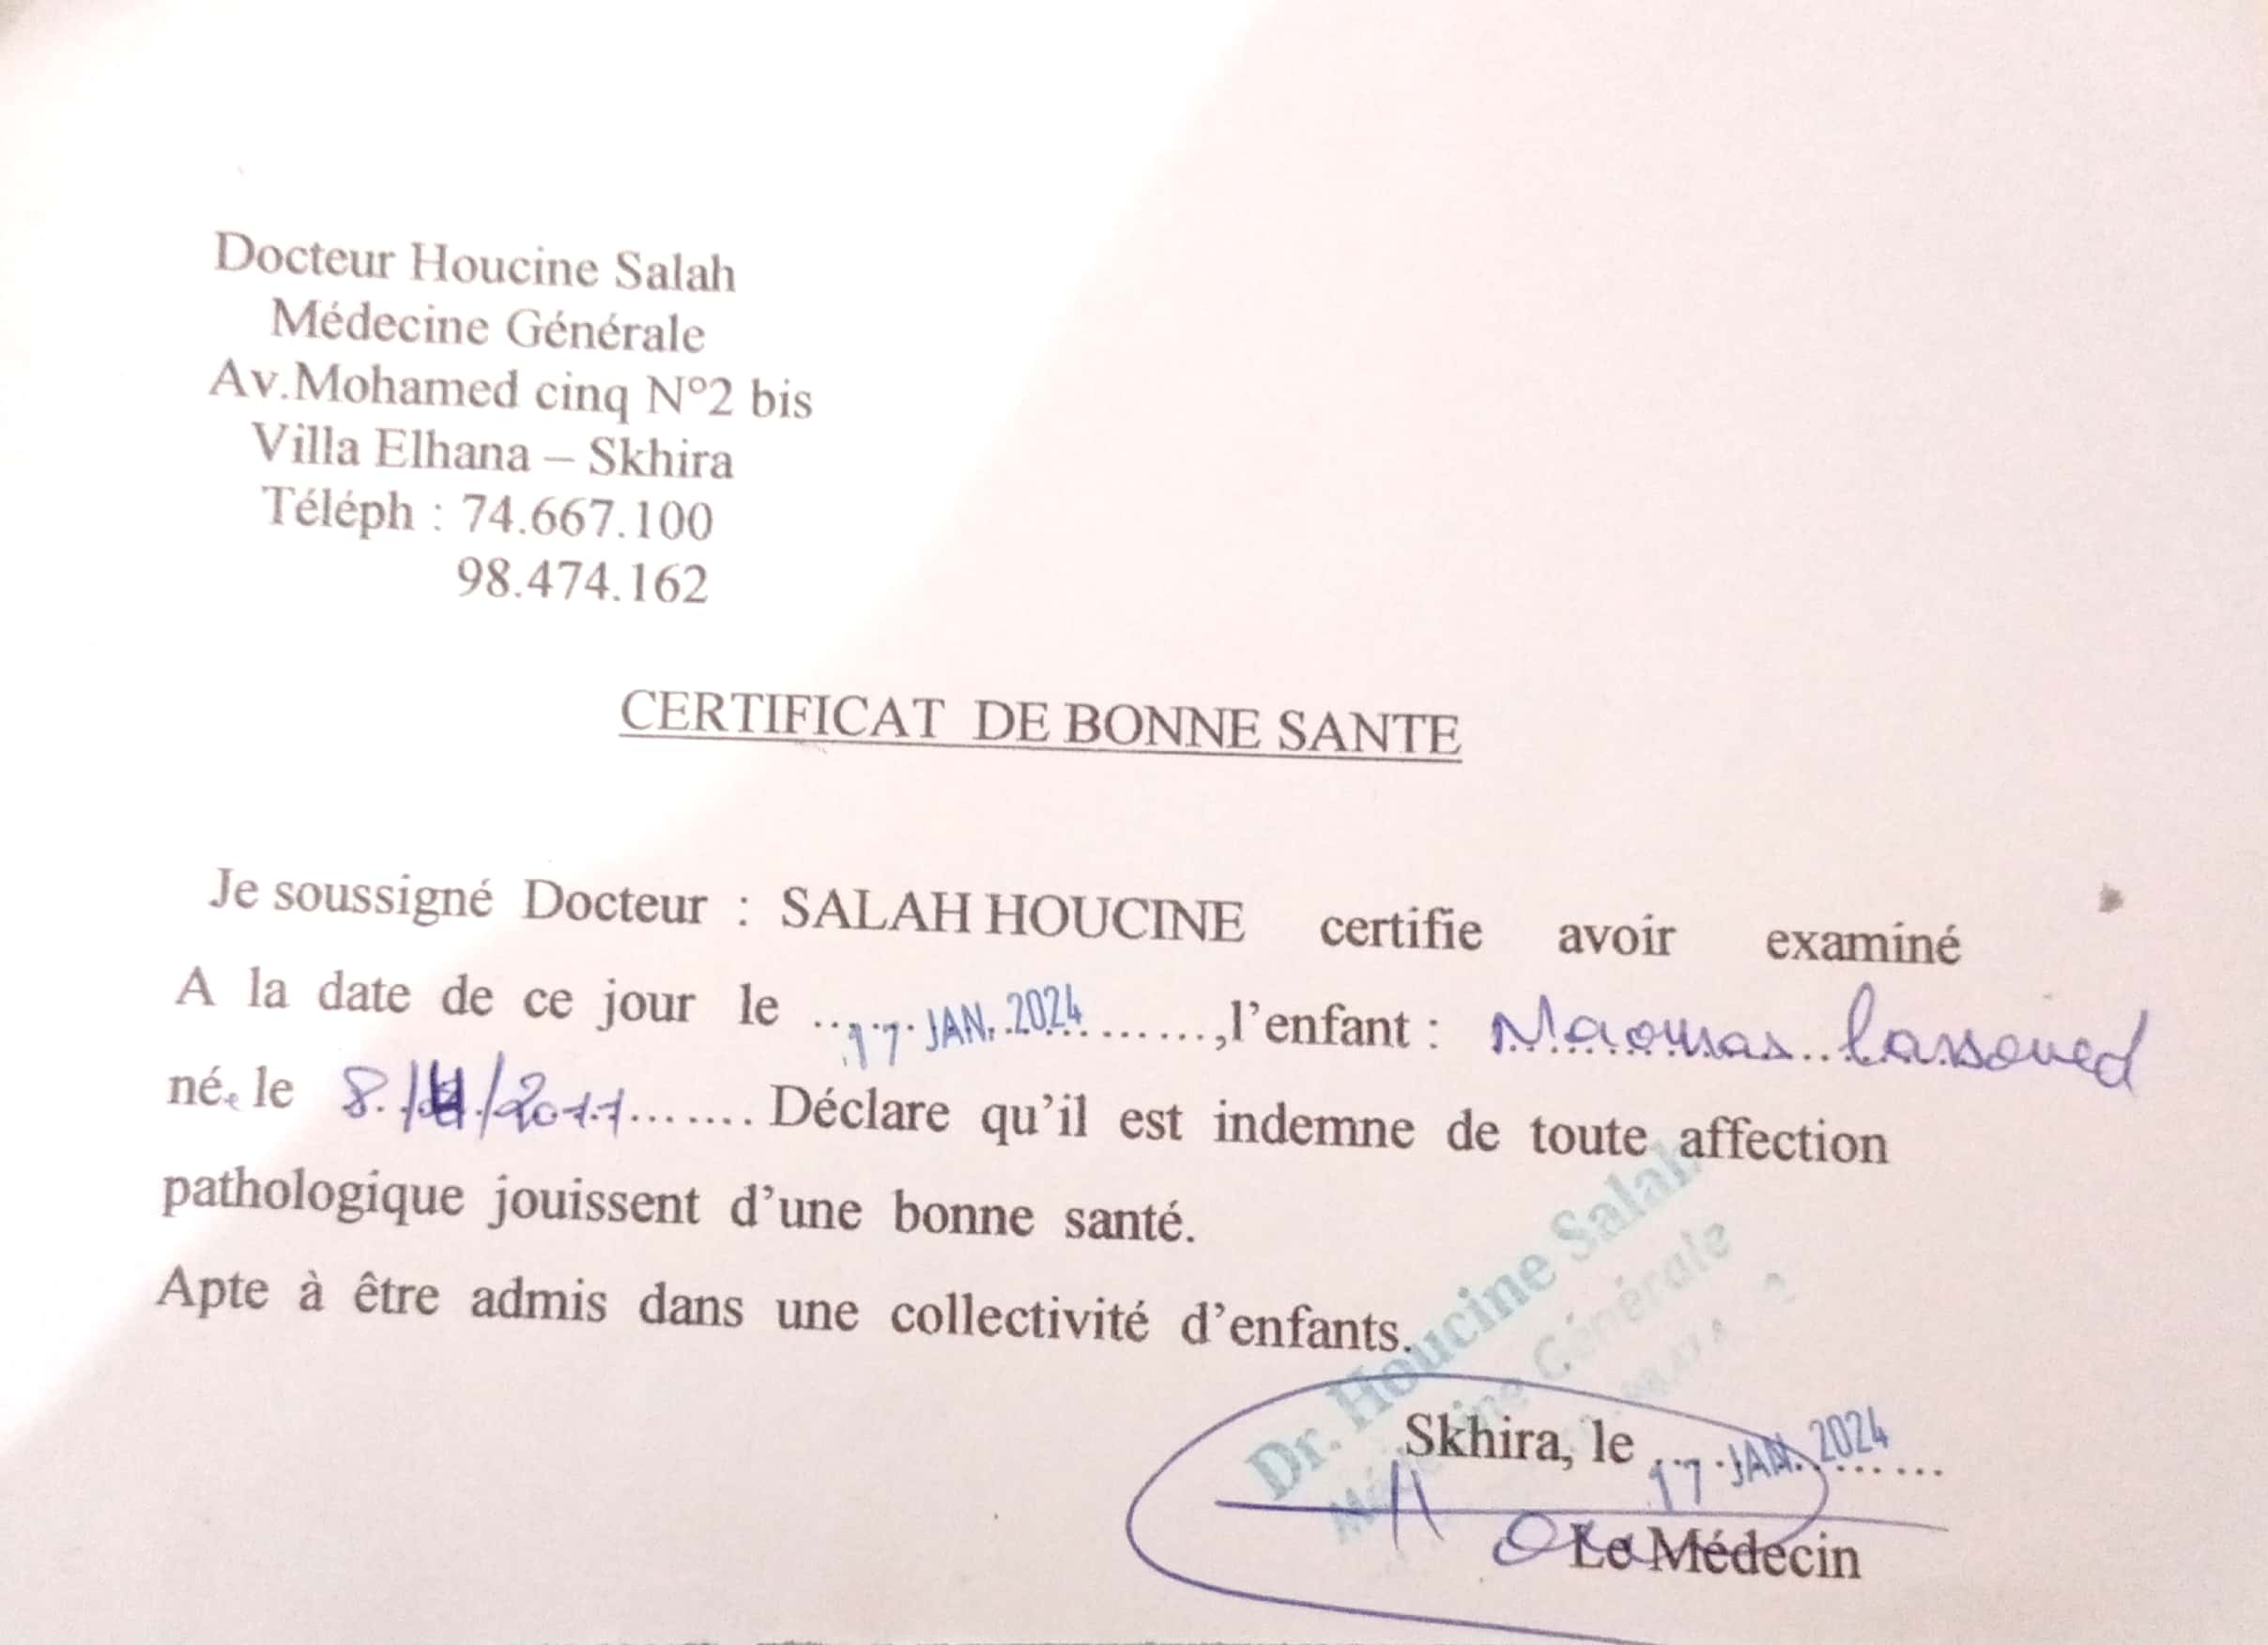 Docteur Houcine Salah
Médecine Générale
Av.Mohamed cinq N°2 bis
Villa Elhana – Skhira
Téléph : 74.667.100
98.474.162
CERTIFICAT DE BONNE SANTE
Je soussigné Docteur : SALAH HOUCINE certifie avoir examiné
A la date de ce jour le 17 JAN. 2024 ........,l'enfant : lassoued
né e le 8 / /2011....... Déclare qu'il est indemne de toute affection
pathologique jouissent d'une bonne santé.
Apte à être admis dans une collectivité d'enfants.
Dr. Houcine Salah
Médecine Générale
Skhira, le 17 JAN. 2024
Le Médecin